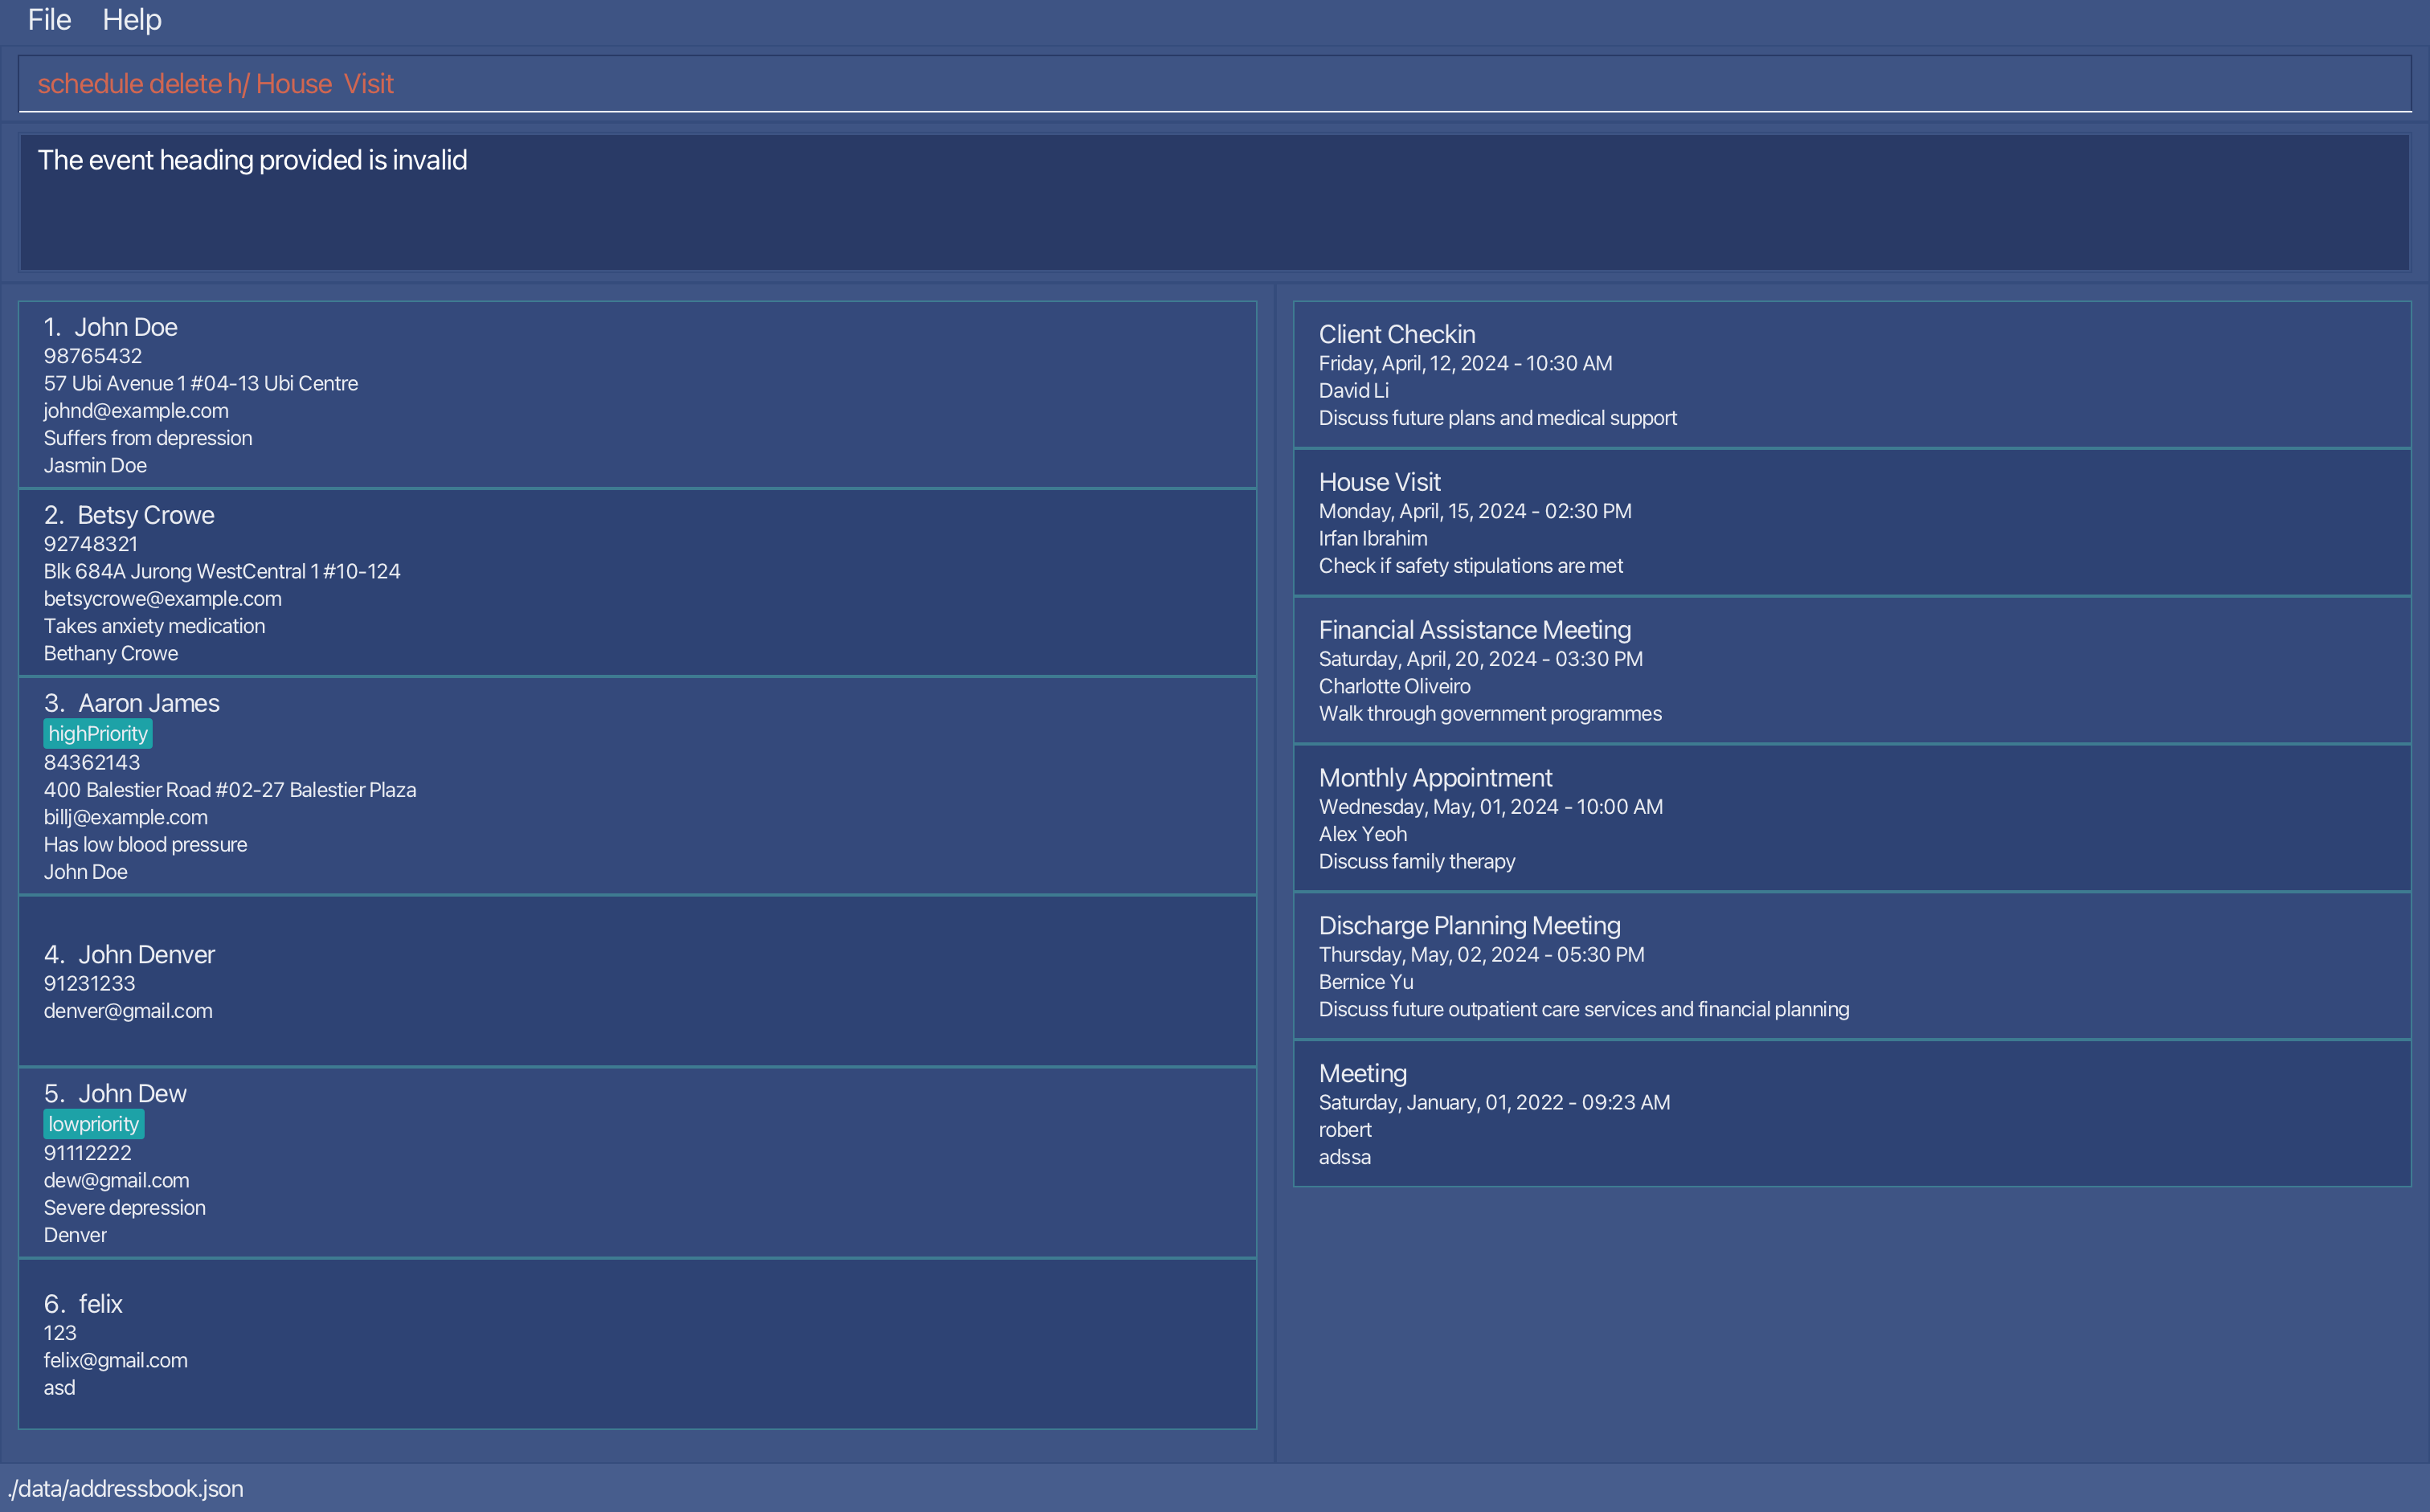 File Help
schedule delete h/ House  Visit
The event heading provided is invalid
1. John Doe
98765432
57 Ubi Avenue 1 #04-13 Ubi Centre
johnd@example.com
Suffers from depression
Jasmin Doe
2. Betsy Crowe
92748321
Blk 684A Jurong WestCentral 1 #10-124
betsycrowe@example.com
Takes anxiety medication
Bethany Crowe
3. Aaron James
highPriority
84362143
400 Balestier Road #02-27 Balestier Plaza
billj@example.com
Has low blood pressure
John Doe
4. John Denver
91231233
denver@gmail.com
5. John Dew
lowpriority
91112222
dew@gmail.com
Severe depression
Denver
6. felix
123
felix@gmail.com
asd
Client Checkin
Friday, April, 12, 2024 - 10:30 AM
David Li
Discuss future plans and medical support
House Visit
Monday, April, 15, 2024 - 02:30 PM
Irfan Ibrahim
Check if safety stipulations are met
Financial Assistance Meeting
Saturday, April, 20, 2024 - 03:30 PM
Charlotte Oliveiro
Walk through government programmes
Monthly Appointment
Wednesday, May, 01, 2024 - 10:00 AM
Alex Yeoh
Discuss family therapy
Discharge Planning Meeting
Thursday, May, 02, 2024 - 05:30 PM
Bernice Yu
Discuss future outpatient care services and financial planning
Meeting
Saturday, January, 01, 2022 - 09:23 AM
robert
adssa
./data/addressbook.json